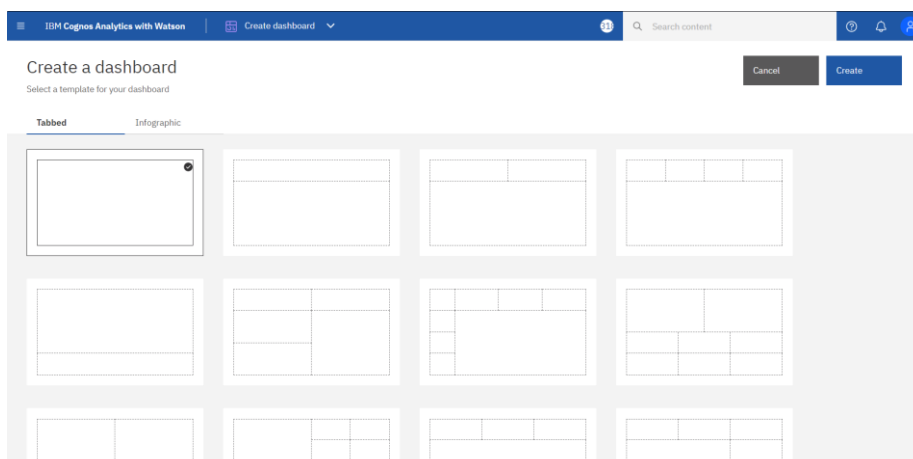 IBM Cognos Analytics with Watson
Create dashboard
Search content
Create a dashboard
Select a template for your dashboard
Cancel
Create
Tabbed
Infographic